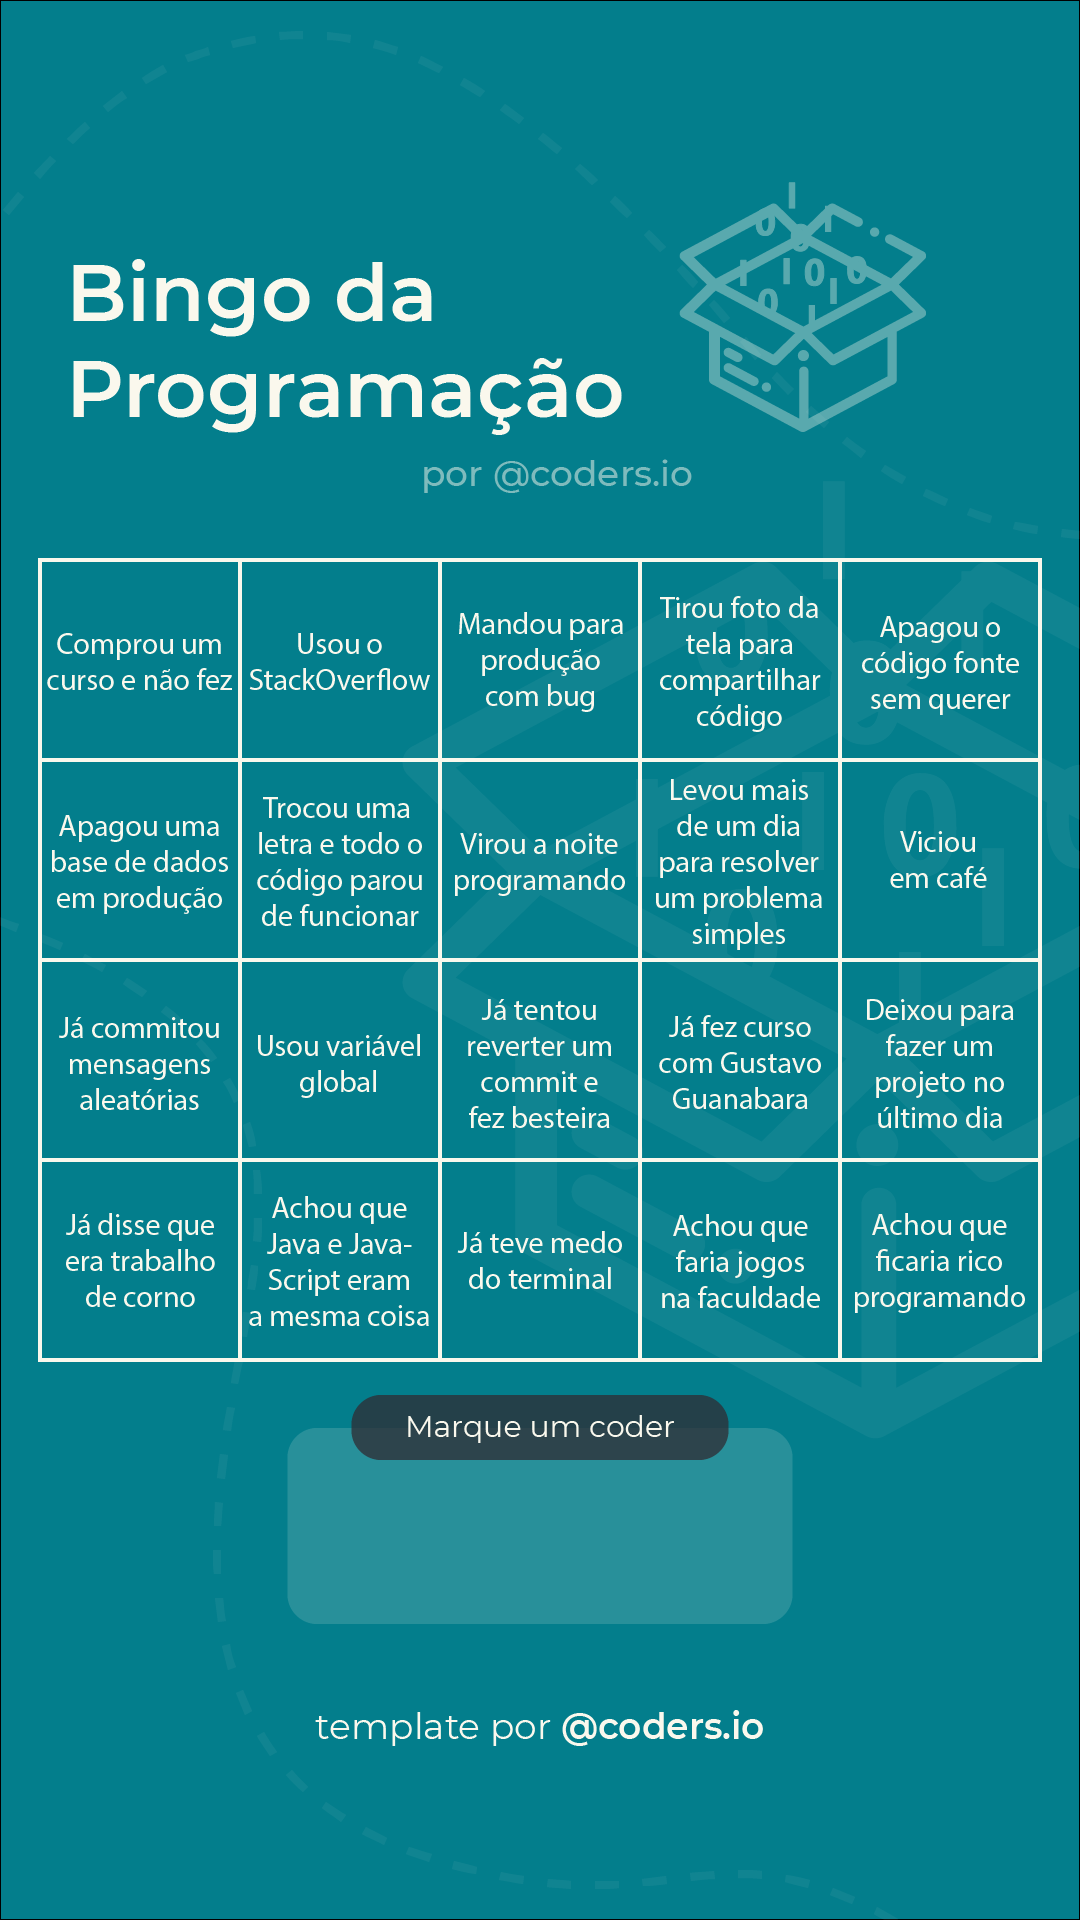 Bingo da
Programação
por @coders.io
Comprou um
curso e não fez
Usou o
StackOverflow
Mandou para
produção
com bug
Tirou foto da
tela para
compartilhar
código
Apagou o
código fonte
sem querer
Apagou uma
base de dados
em produção
Trocou uma
letra e todo o
código parou
de funcionar
Virou a noite
programando
Levou mais
de um dia
para resolver
um problema
simples
Viciou
em café
Já commitou
mensagens
aleatórias
Usou variável
global
Já tentou
reverter um
commit e
fez besteira
Já fez curso
com Gustavo
Guanabara
Deixou para
fazer um
projeto no
último dia
Já disse que
era trabalho
de corno
Achou que
Java e Java-
Script eram
a mesma coisa
Já teve medo
do terminal
Achou que
faria jogos
na faculdade
Achou que
ficaria rico
programando
Marque um coder
template por @coders.io